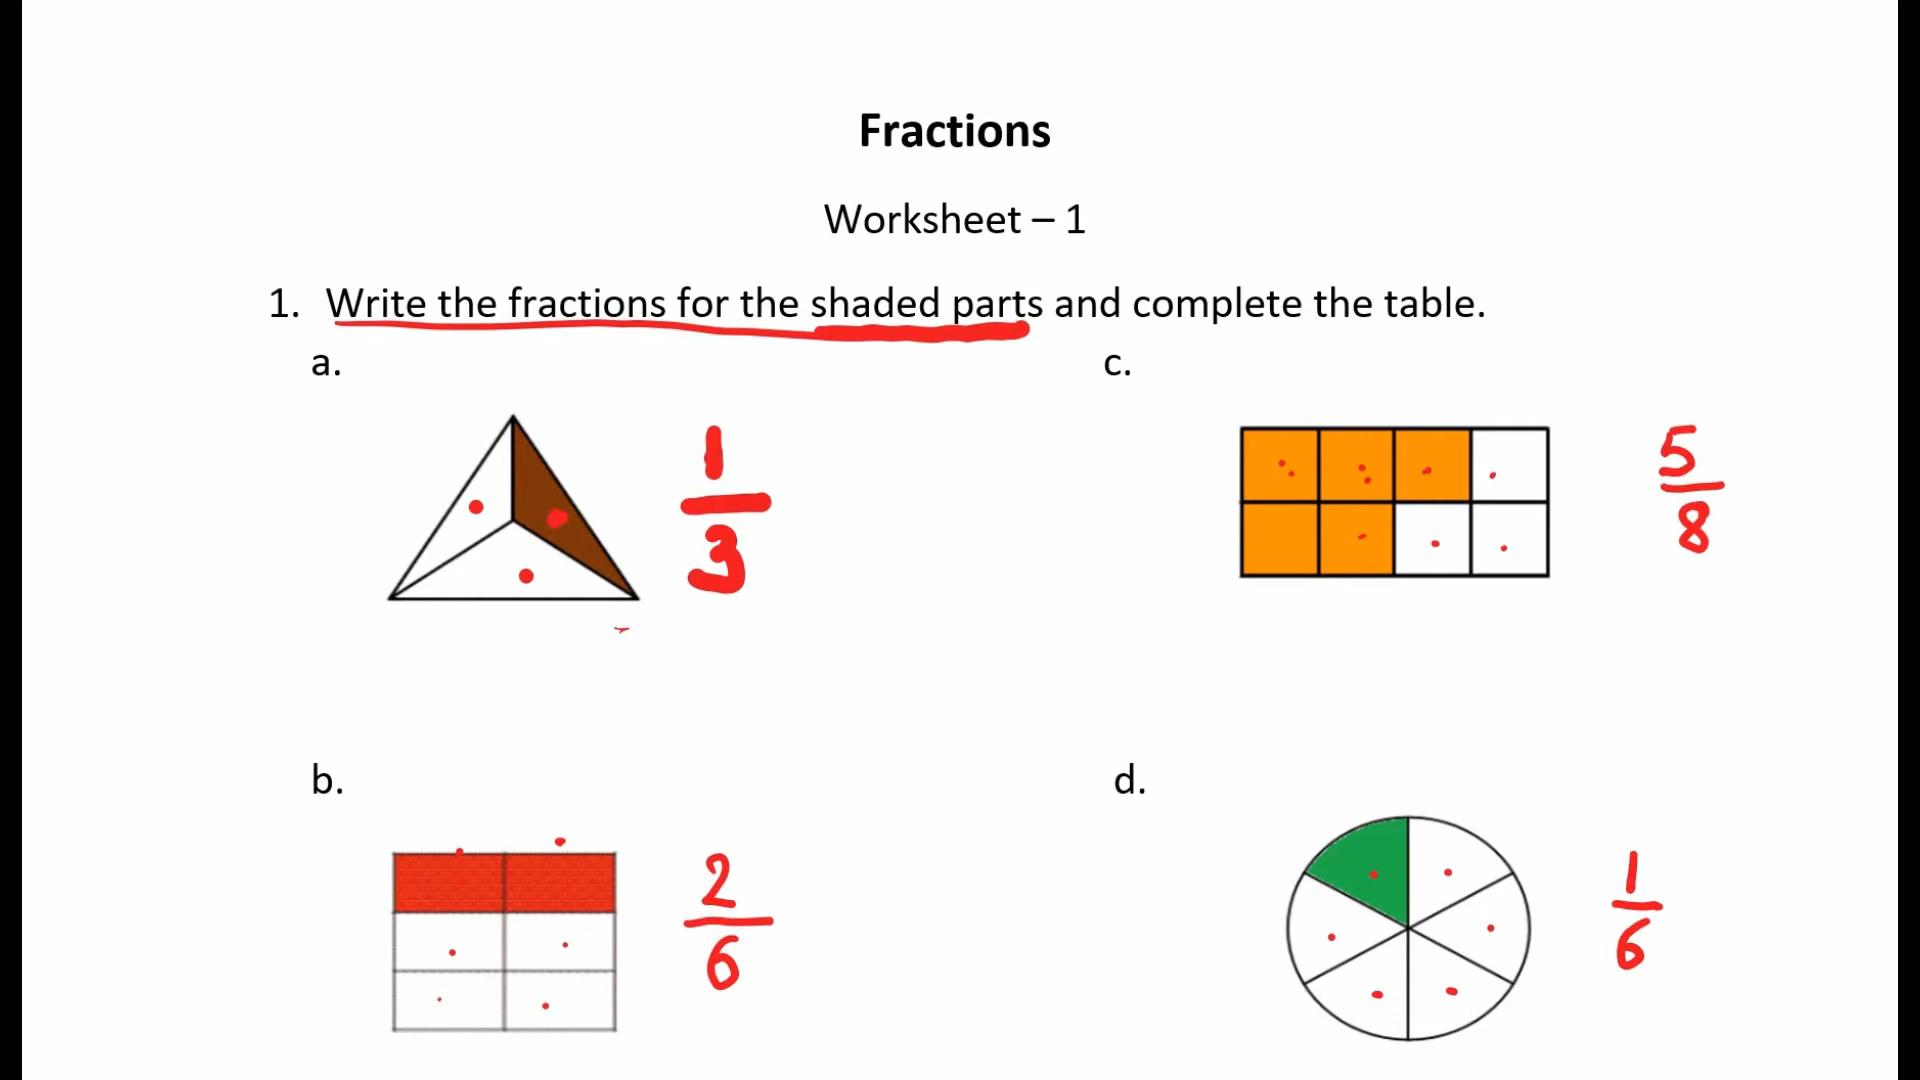 Fractions
Worksheet – 1
1. Write the fractions for the shaded parts and complete the table.
a.
1
3
c.
5
8
b.
2
6
d.
1
6